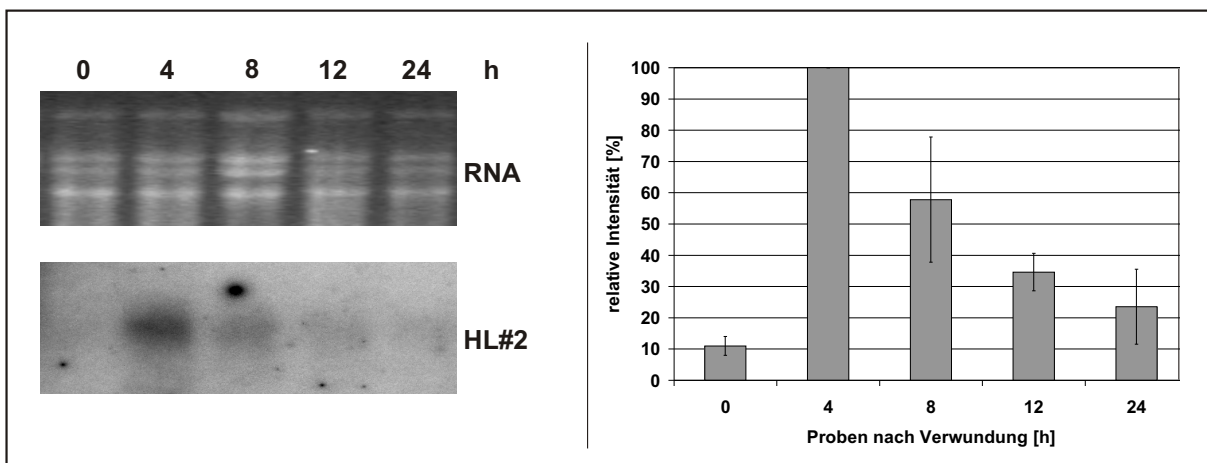 0 4 8 12 24 h
RNA
HL#2
relative Intensität [%]
100
90
80
70
60
50
40
30
20
10
0
0 4 8 12 24
Proben nach Verwundung [h]